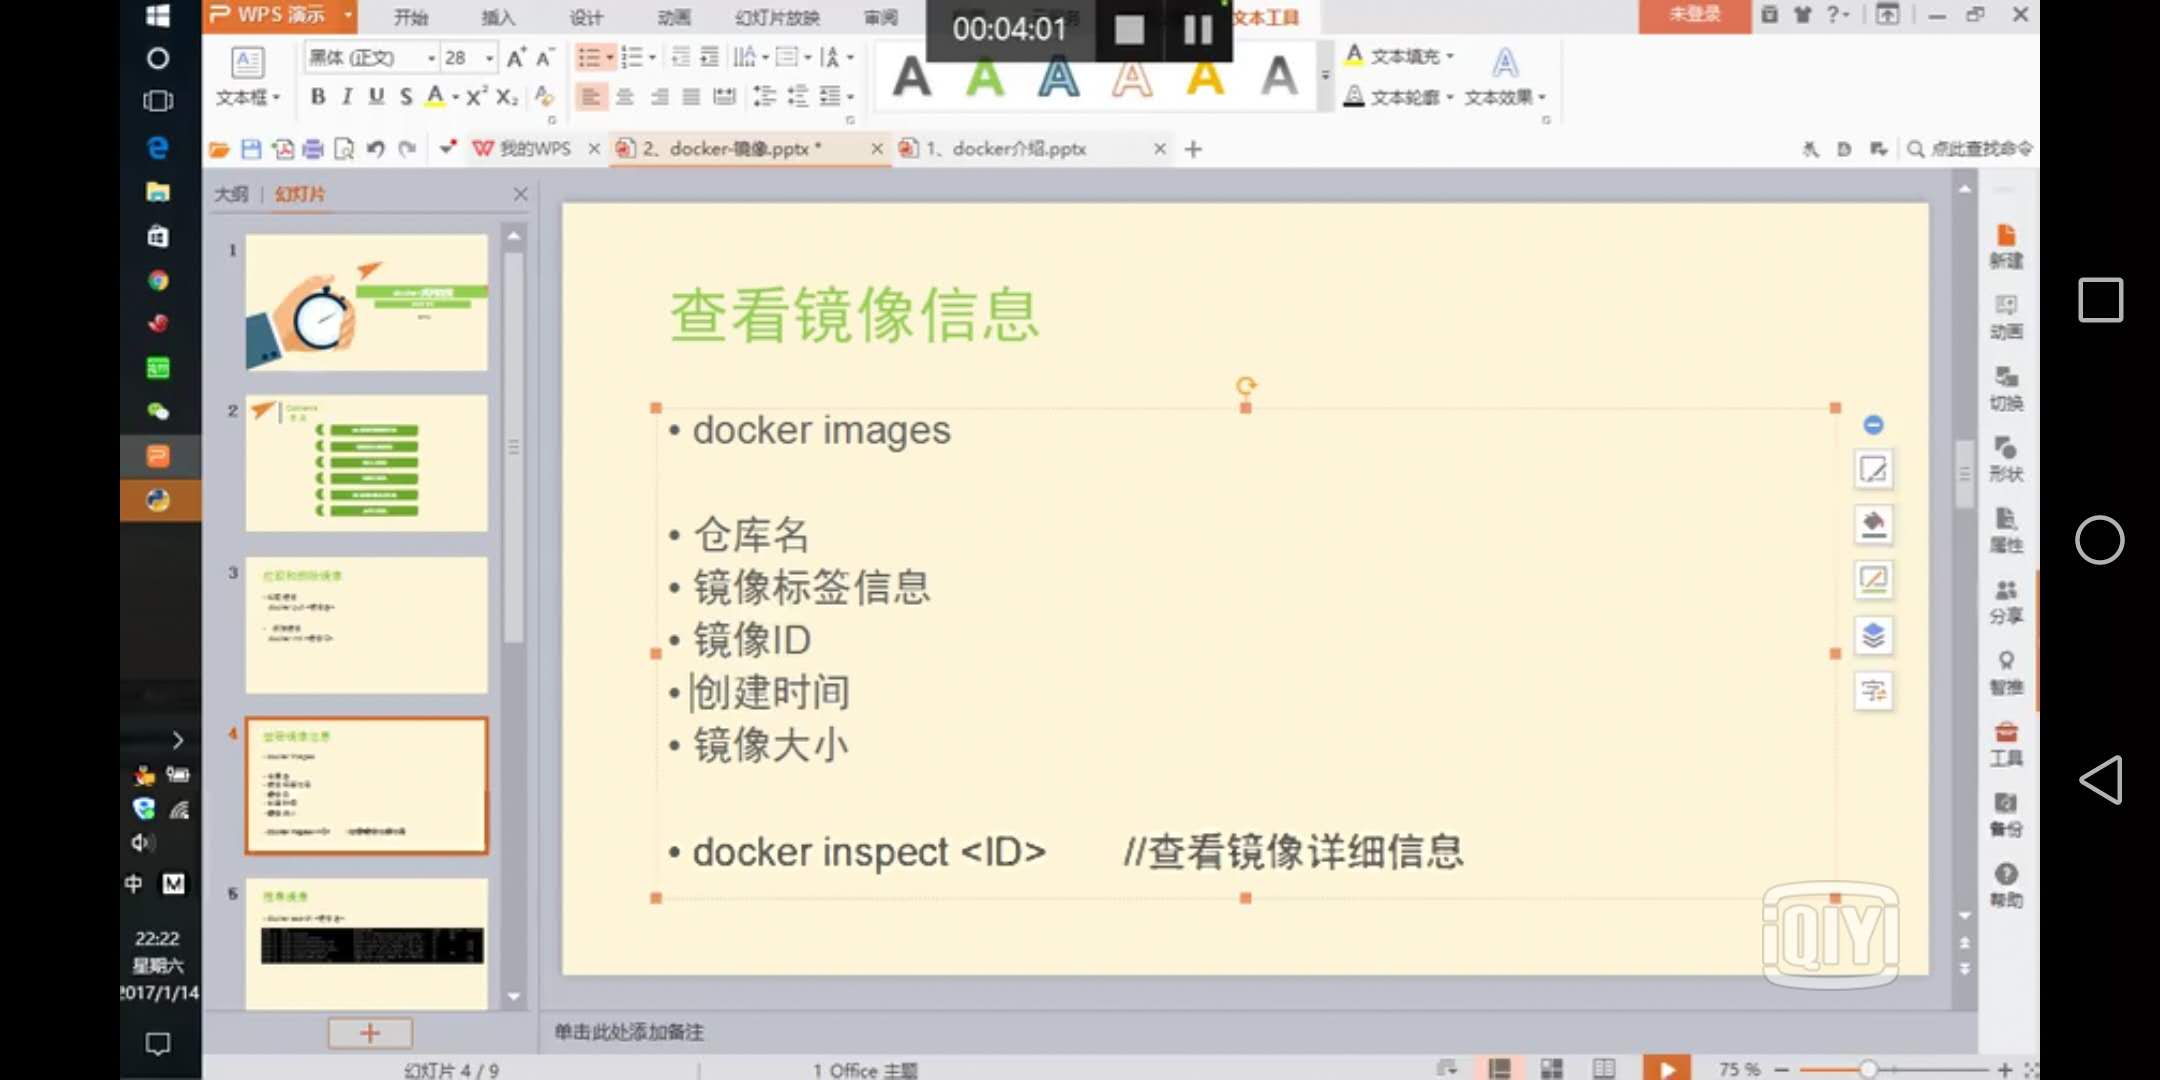 WPS 演示
开始
插入
设计
动画
幻灯片放映
审阅
00:04:01
文本工具
未登录
文本框
黑体 (正文)
28
文本填充
文本轮廓
文本效果
我的WPS
2、docker-镜像.pptx *
1、docker介绍.pptx
点此查找命令
大纲
幻灯片
1
2
3
4
5
查看镜像信息
• docker images
• 仓库名
• 镜像标签信息
• 镜像ID
• 创建时间
• 镜像大小
• docker inspect <ID> //查看镜像详细信息
新建
动画
切换
形状
属性
分享
智推
工具
备份
帮助
iQIYI
中
M
22:22
星期六
2017/1/14
单击此处添加备注
幻灯片 4 / 9
1_Office 主题
75 %